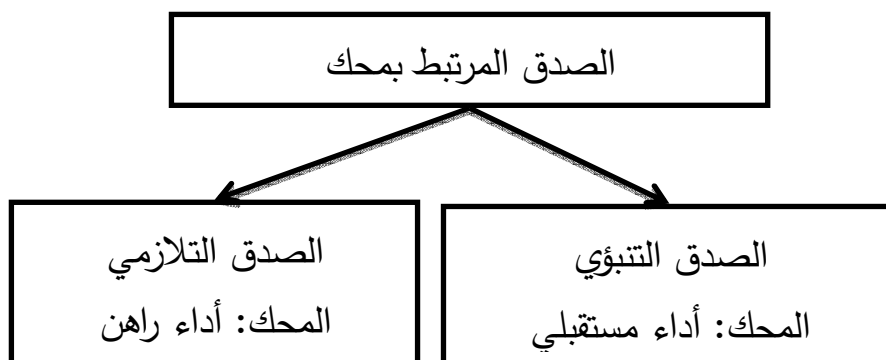 الصدق المرتبط بمحك
الصدق التنبؤي
المحك: أداء مستقبلي
الصدق التلازمي
المحك: أداء راهن